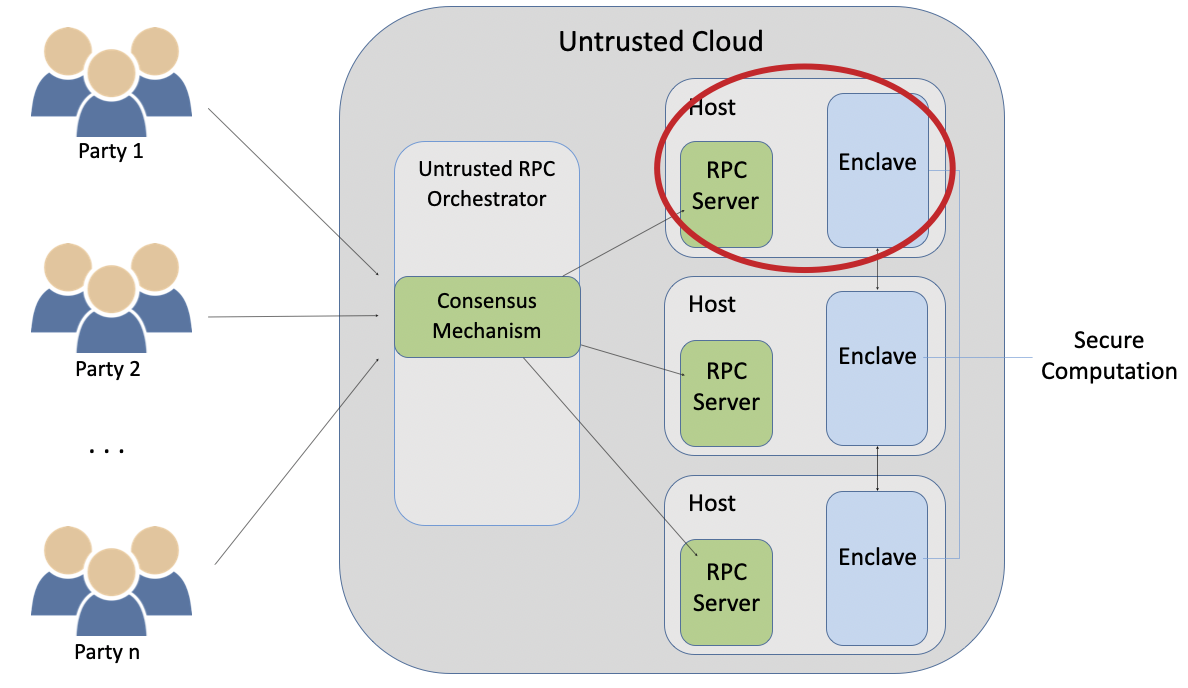 Untrusted Cloud
Party 1
Party 2
. . .
Party n
Untrusted RPC
Orchestrator
Consensus
Mechanism
Host
RPC
Server
Enclave
Host
RPC
Server
Enclave
Host
RPC
Server
Enclave
Secure
Computation